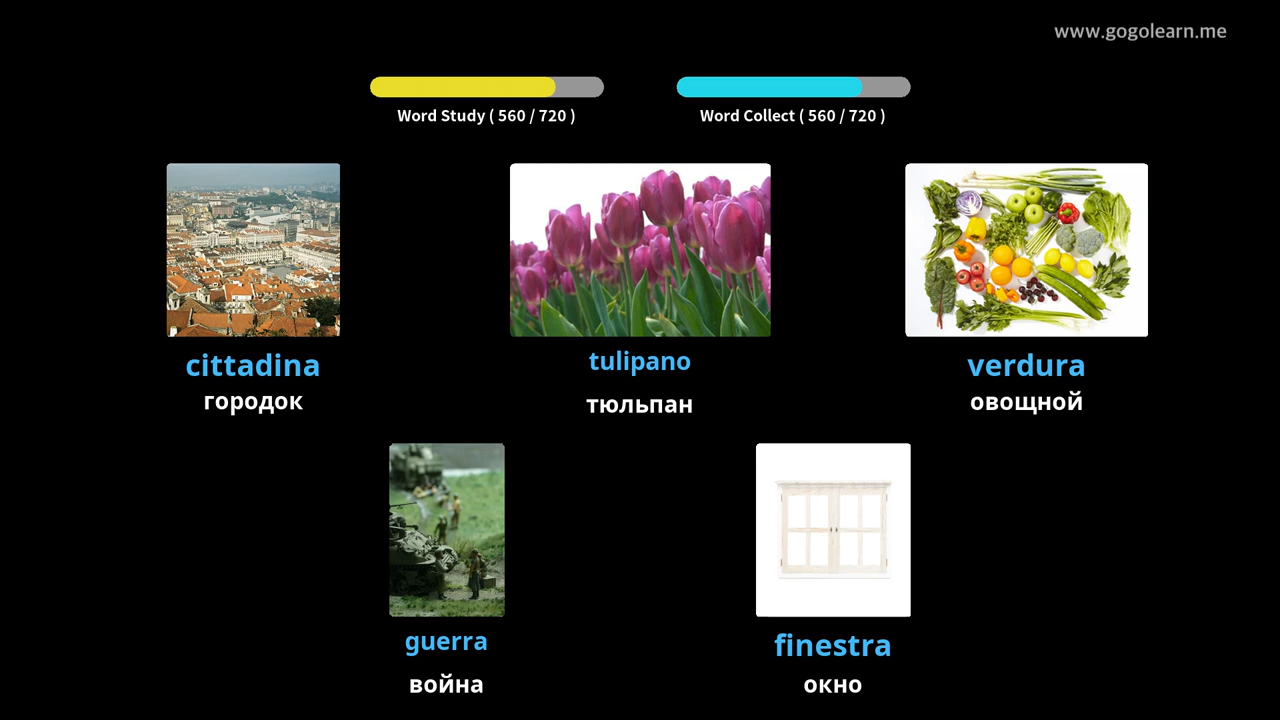 www.gogolearn.me
Word Study ( 560 / 720 )
Word Collect ( 560 / 720 )
cittadina
городок
tulipano
тюльпан
verdura
овощной
guerra
война
finestra
окно